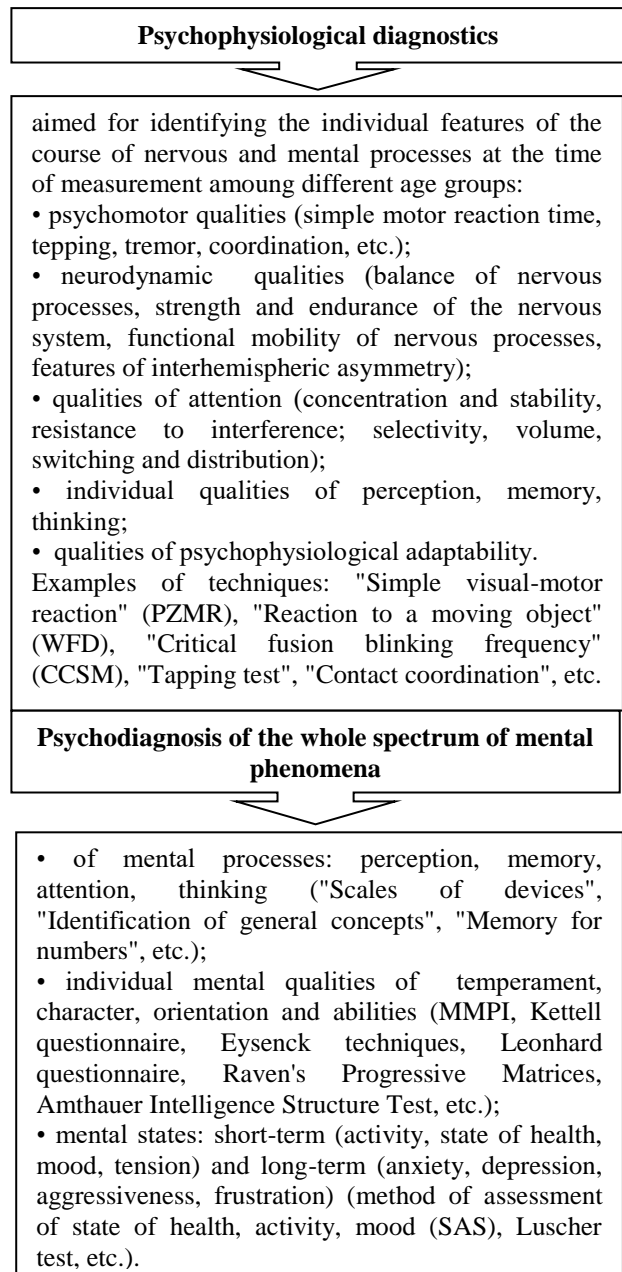 Psychophysiological diagnostics
aimed for identifying the individual features of the
course of nervous and mental processes at the time
of measurement amoung different age groups:
• psychomotor qualities (simple motor reaction time,
tepping, tremor, coordination, etc.);
• neurodynamic qualities (balance of nervous
processes, strength and endurance of the nervous
system, functional mobility of nervous processes,
features of interhemispheric asymmetry);
• qualities of attention (concentration and stability,
resistance to interference; selectivity, volume,
switching and distribution);
• individual qualities of perception, memory,
thinking;
• qualities of psychophysiological adaptability.
Examples of techniques: "Simple visual-motor
reaction" (PZMR), "Reaction to a moving object"
(WFD), "Critical fusion blinking frequency"
(CCSM), "Tapping test", "Contact coordination", etc.
Psychodiagnosis of the whole spectrum of mental
phenomena
• of mental processes: perception, memory,
attention, thinking ("Scales of devices",
"Identification of general concepts", "Memory for
numbers", etc.);
• individual mental qualities of temperament,
character, orientation and abilities (MMPI, Kettell
questionnaire, Eysenck techniques, Leonhard
questionnaire, Raven's Progressive Matrices,
Amthauer Intelligence Structure Test, etc.);
• mental states: short-term (activity, state of health,
mood, tension) and long-term (anxiety, depression,
aggressiveness, frustration) (method of assessment
of state of health, activity, mood (SAS), Luscher
test, etc.).